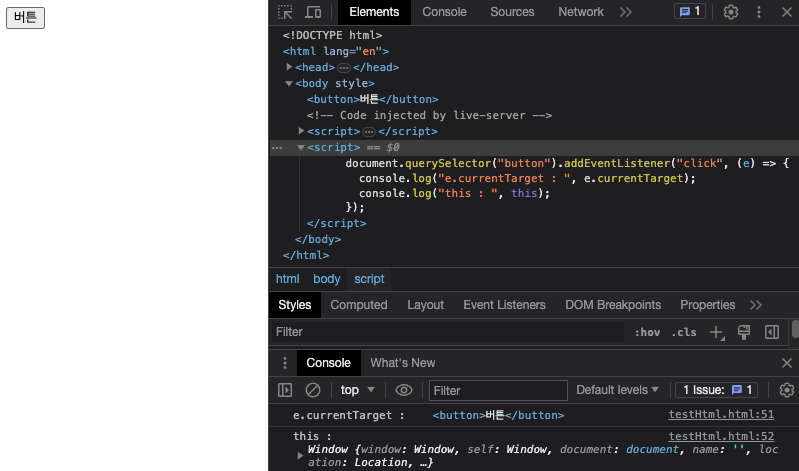 버튼
Elements Console Sources Network 1
<!DOCTYPE html>
<html lang="en">
<head> … </head>
<body style>
<button>버튼</button>
<!-- Code injected by live-server -->
<script> … </script>
<script> == $0
document.querySelector("button").addEventListener("click", (e) => {
console.log("e.currentTarget : ", e.currentTarget);
console.log("this : ", this);
});
</script>
</body>
</html>
html body script
Styles Computed Layout Event Listeners DOM Breakpoints Properties
Filter :hov .cls
Console What's New
top Filter Default levels 1 Issue: 1
e.currentTarget : <button>버튼</button> testHtml.html:51
this : testHtml.html:52
Window {window: Window, self: Window, document: document, name: '', loc
ation: Location, …}